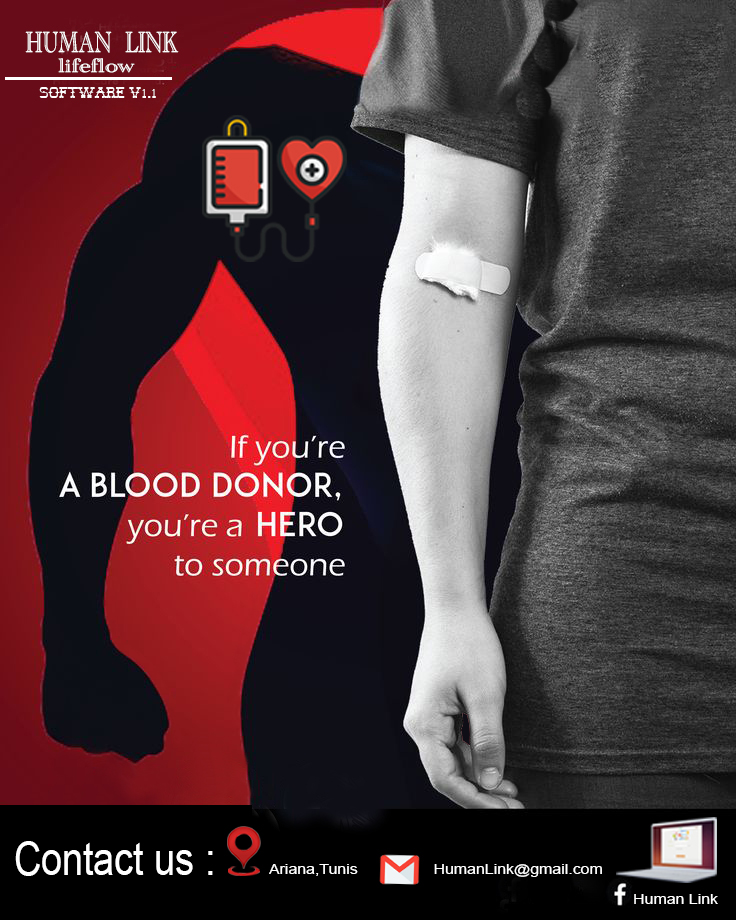 HUMAN LINK
lifeflow
SOFTWARE V1.1
If you're
A BLOOD DONOR,
you're a HERO
to someone
Contact us :
Ariana,Tunis
HumanLink@gmail.com
Human Link